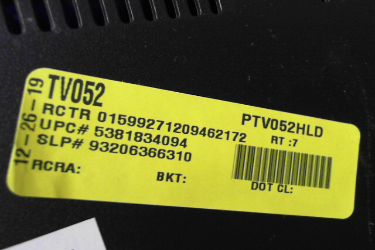 12-26-19
TV052
PTV052HLD
RCTR 01599271209462172
RT :7
UPC# 5381834094
SLP# 93206366310
RCRA:
BKT:
DOT CL: